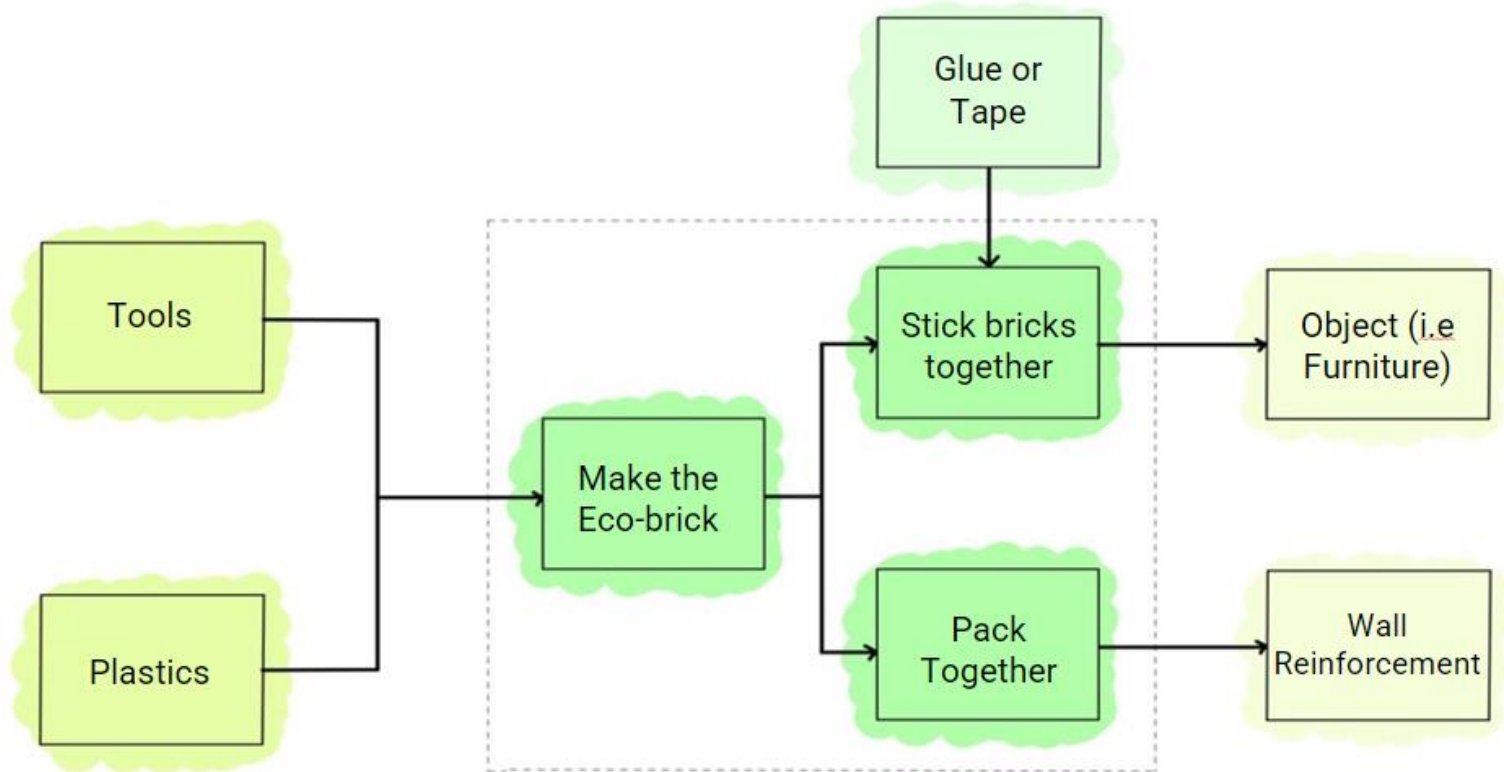 Glue or
Tape
Tools
Stick bricks
together
Object (i.e
Furniture)
Make the
Eco-brick
Plastics
Pack
Together
Wall
Reinforcement